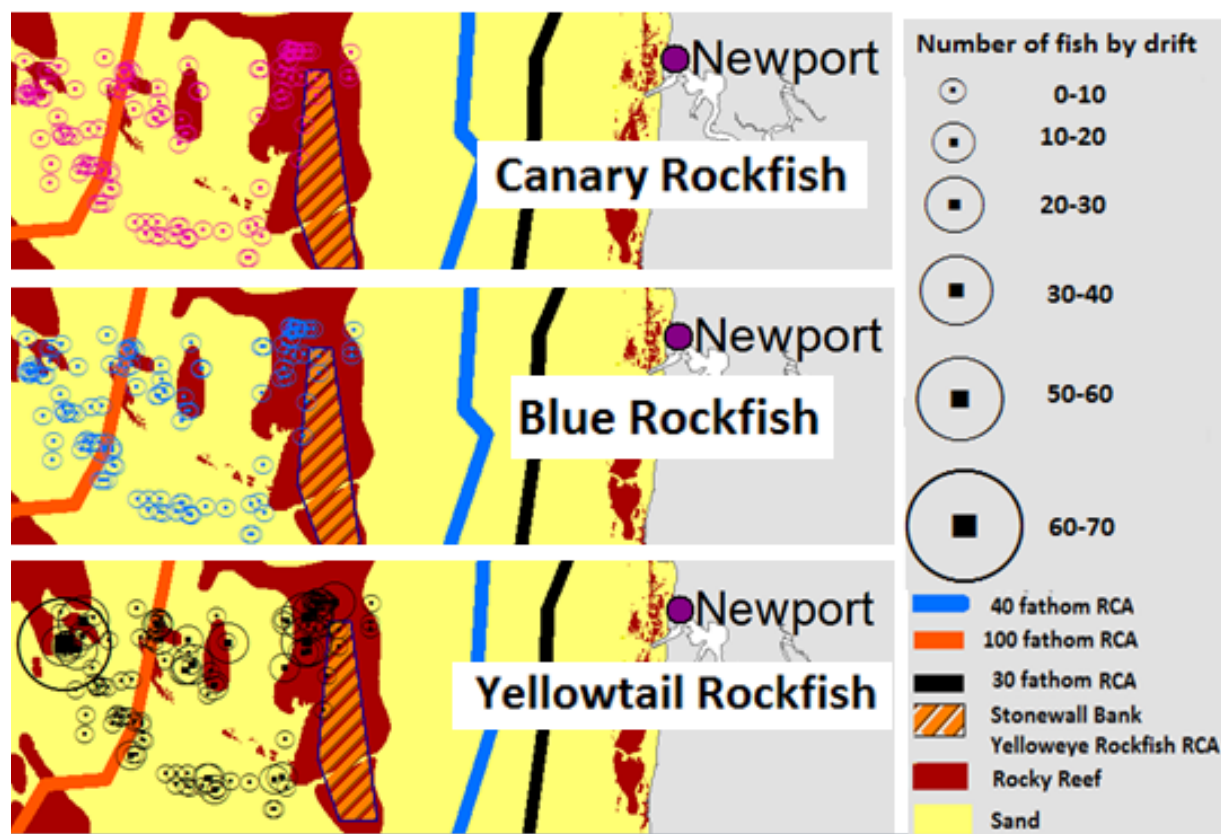 Newport
Canary Rockfish
Newport
Blue Rockfish
Newport
Yellowtail Rockfish
Number of fish by drift
0-10
10-20
20-30
30-40
50-60
60-70
40 fathom RCA
100 fathom RCA
30 fathom RCA
Stonewall Bank
Yelloweye Rockfish RCA
Rocky Reef
Sand